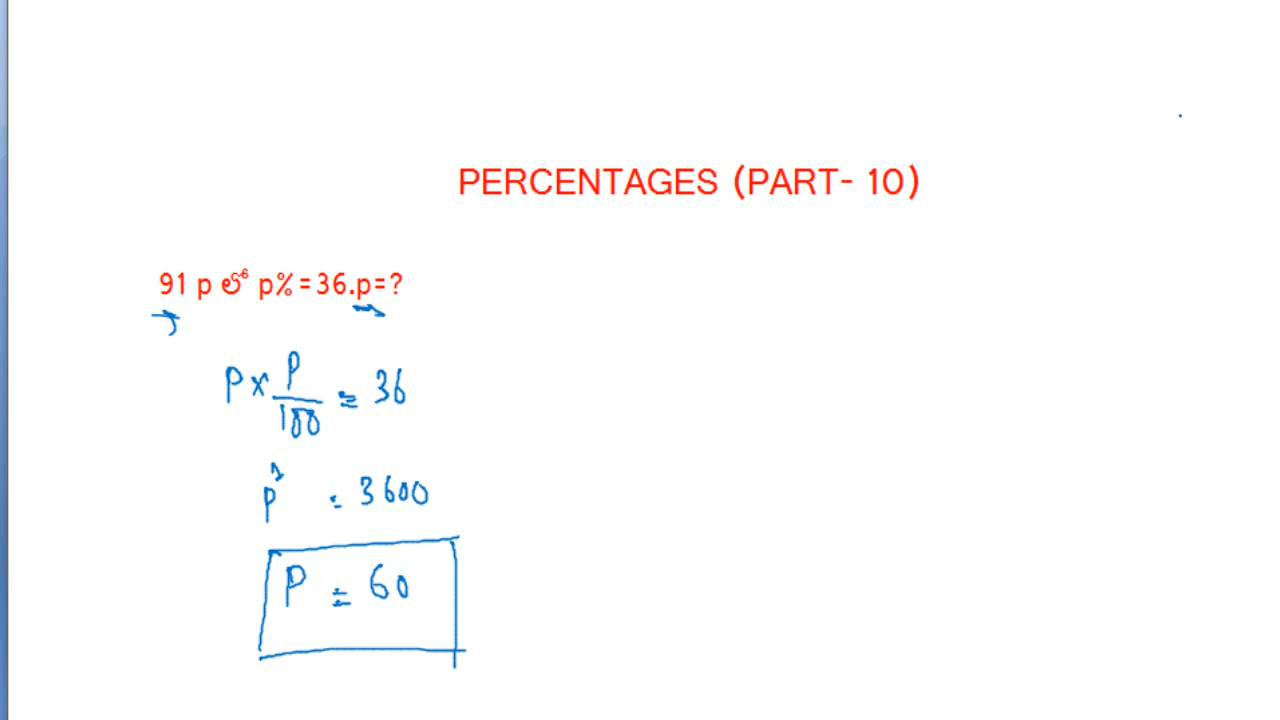 PERCENTAGES (PART- 10)
91 p లో p% = 36.p=?
P x P/100 = 36
p² = 3600
P = 60